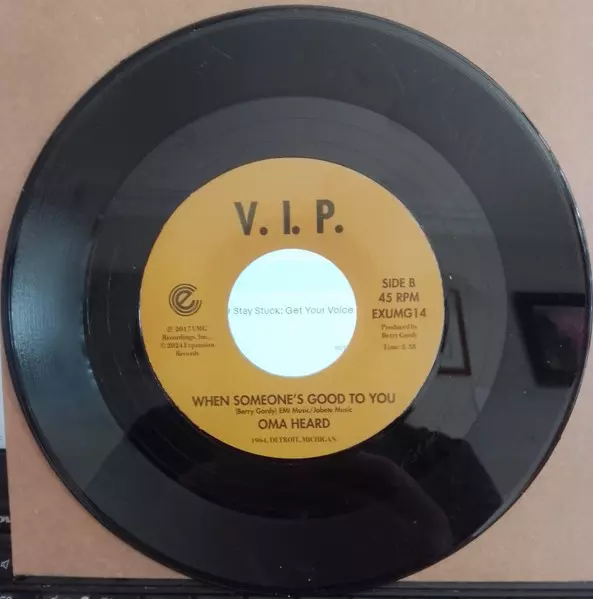 V. I. P.
SIDE B
45 RPM
EXUMG14
Produced by
Berry Gordy
℗ 2017 UMG
Recordings, Inc.,
© 2024 Expansion
Records
Stay Stuck: Get Your Voice
WHEN SOMEONE'S GOOD TO YOU
(Berry Gordy) EMI Music/Jobete Music
OMA HEARD
1964, DETROIT, MICHIGAN.